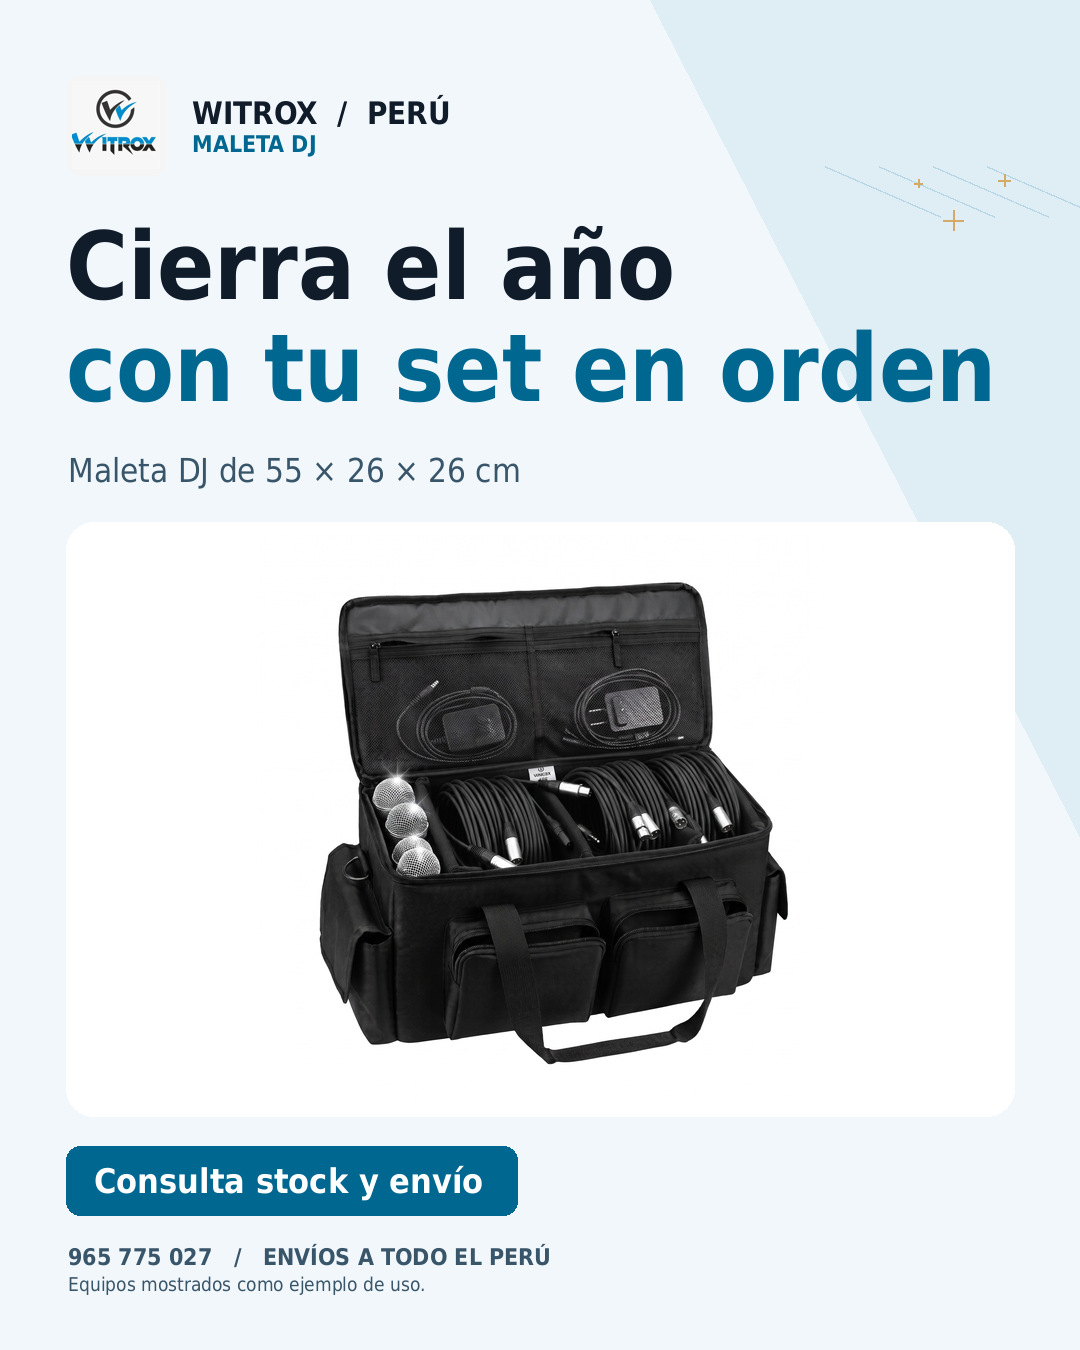 WITROX
WITROX / PERÚ
MALETA DJ
Cierra el año
con tu set en orden
Maleta DJ de 55 × 26 × 26 cm
Consulta stock y envío
965 775 027 / ENVÍOS A TODO EL PERÚ
Equipos mostrados como ejemplo de uso.